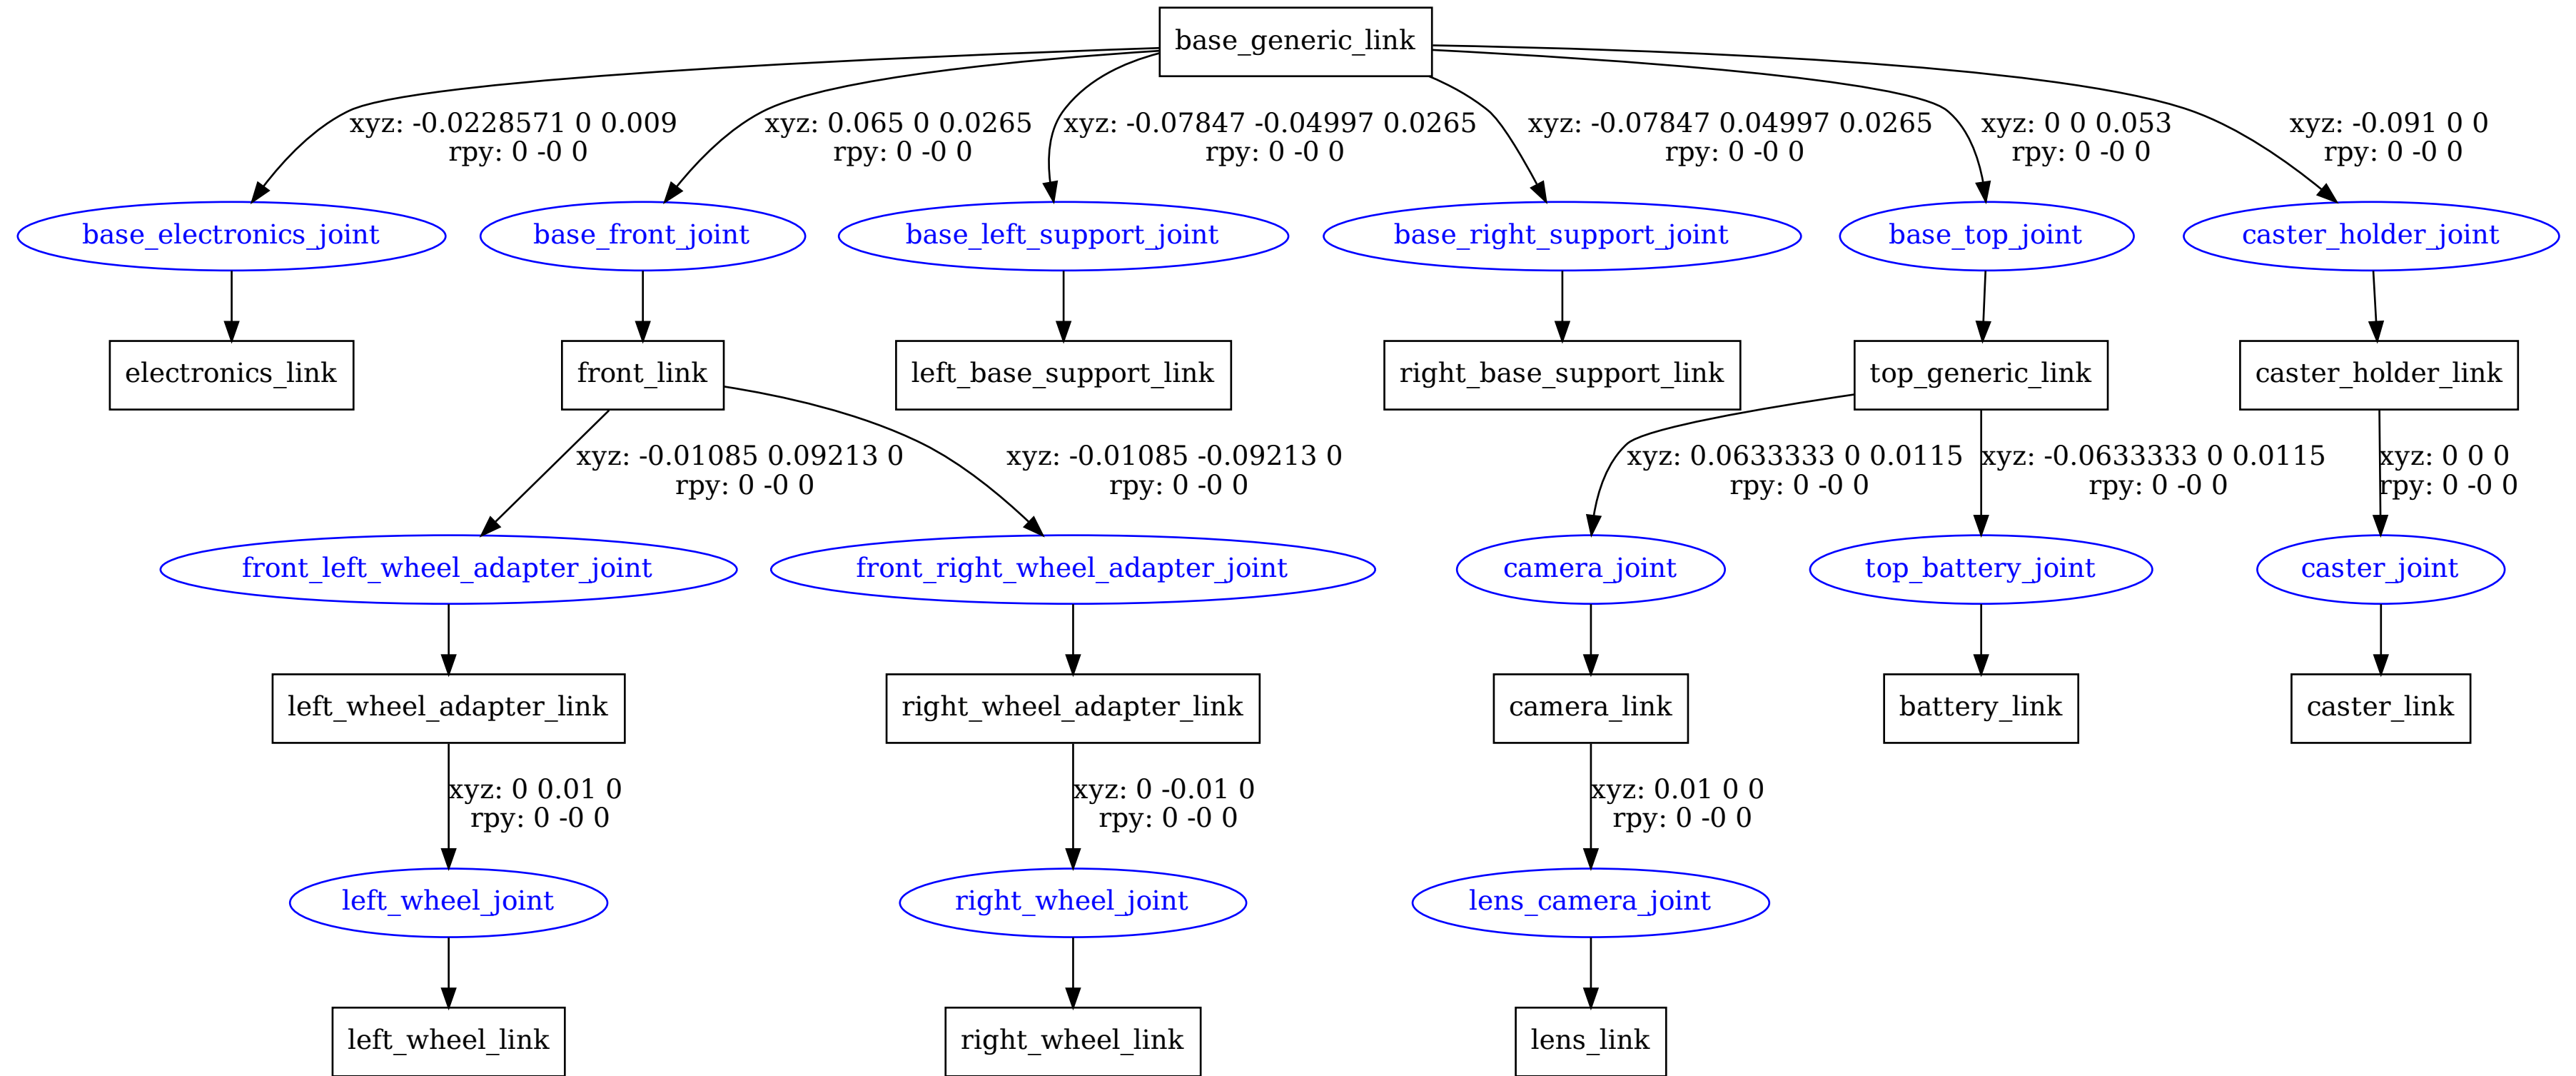 base_generic_link
xyz: -0.0228571 0 0.009
rpy: 0 -0 0
xyz: 0.065 0 0.0265
rpy: 0 -0 0
xyz: -0.07847 -0.04997 0.0265
rpy: 0 -0 0
xyz: -0.07847 0.04997 0.0265
rpy: 0 -0 0
xyz: 0 0 0.053
rpy: 0 -0 0
xyz: -0.091 0 0
rpy: 0 -0 0
base_electronics_joint
base_front_joint
base_left_support_joint
base_right_support_joint
base_top_joint
caster_holder_joint
electronics_link
front_link
left_base_support_link
right_base_support_link
top_generic_link
caster_holder_link
xyz: -0.01085 0.09213 0
rpy: 0 -0 0
xyz: -0.01085 -0.09213 0
rpy: 0 -0 0
xyz: 0.0633333 0 0.0115
rpy: 0 -0 0
xyz: -0.0633333 0 0.0115
rpy: 0 -0 0
xyz: 0 0 0
rpy: 0 -0 0
front_left_wheel_adapter_joint
front_right_wheel_adapter_joint
camera_joint
top_battery_joint
caster_joint
left_wheel_adapter_link
right_wheel_adapter_link
camera_link
battery_link
caster_link
xyz: 0 0.01 0
rpy: 0 -0 0
xyz: 0 -0.01 0
rpy: 0 -0 0
xyz: 0.01 0 0
rpy: 0 -0 0
left_wheel_joint
right_wheel_joint
lens_camera_joint
left_wheel_link
right_wheel_link
lens_link